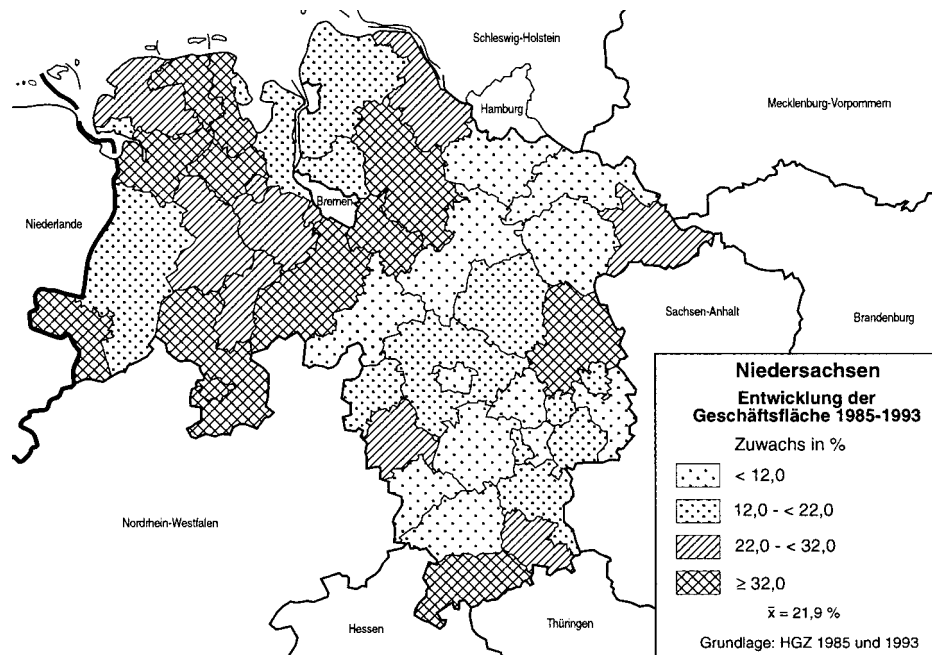 Schleswig-Holstein
Hamburg
Mecklenburg-Vorpommern
Bremen
Niederlande
Sachsen-Anhalt
Brandenburg
Nordrhein-Westfalen
Hessen
Thüringen
Niedersachsen
Entwicklung der
Geschäftsfläche 1985-1993
Zuwachs in %
< 12,0
12,0 - < 22,0
22,0 - < 32,0
≥ 32,0
x̄ = 21,9 %
Grundlage: HGZ 1985 und 1993